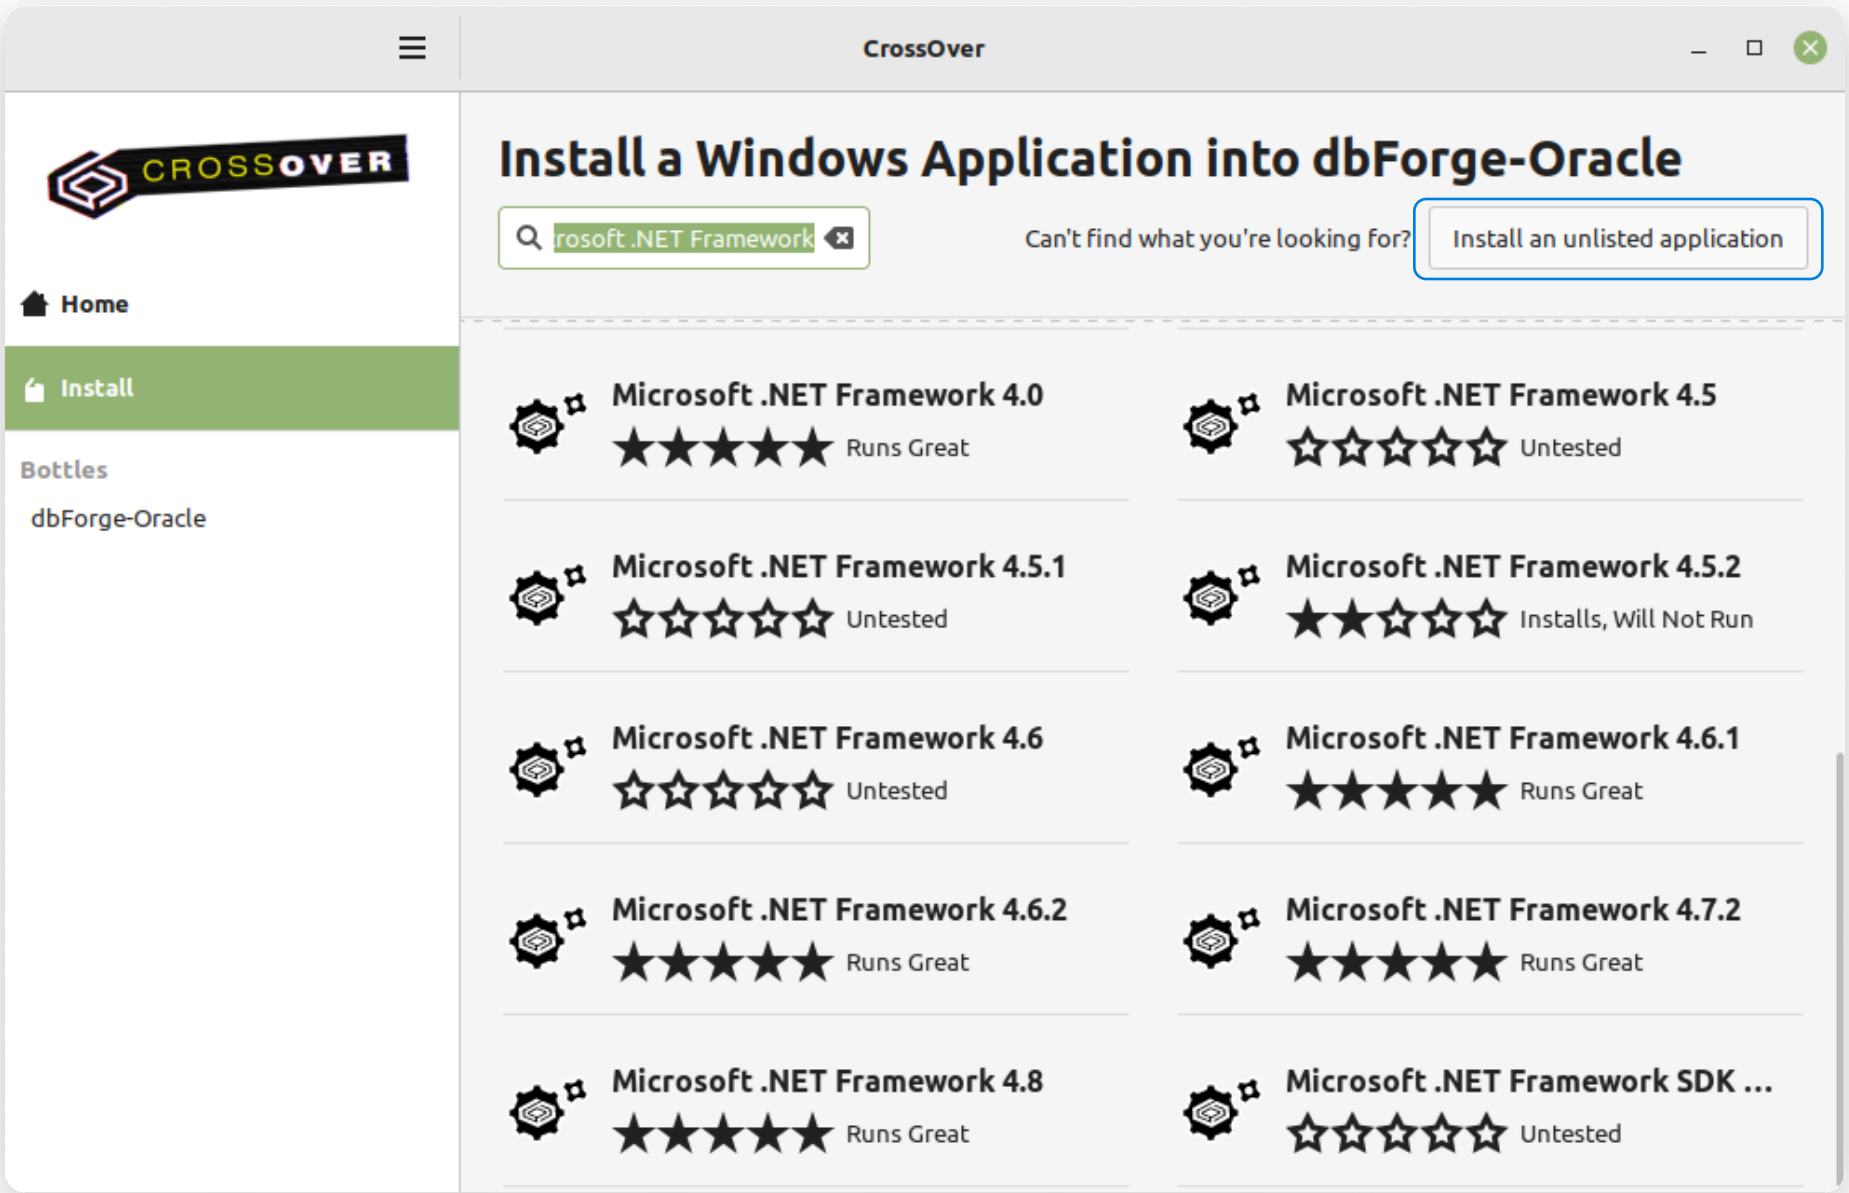 CrossOver
CROSSOVER
Install a Windows Application into dbForge-Oracle
rosoft .NET Framework
Can't find what you're looking for?
Install an unlisted application
Home
Install
Bottles
dbForge-Oracle
Microsoft .NET Framework 4.0
Runs Great
Microsoft .NET Framework 4.5
Untested
Microsoft .NET Framework 4.5.1
Untested
Microsoft .NET Framework 4.5.2
Installs, Will Not Run
Microsoft .NET Framework 4.6
Untested
Microsoft .NET Framework 4.6.1
Runs Great
Microsoft .NET Framework 4.6.2
Runs Great
Microsoft .NET Framework 4.7.2
Runs Great
Microsoft .NET Framework 4.8
Runs Great
Microsoft .NET Framework SDK ...
Untested